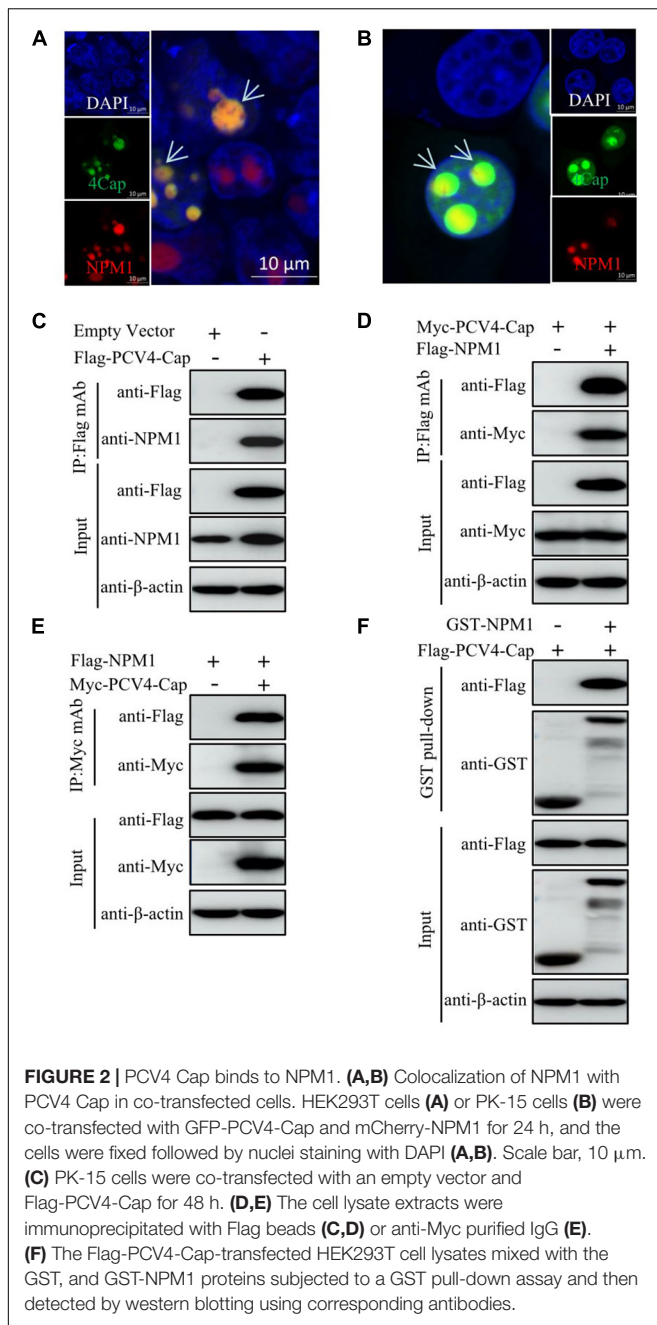 A
B
DAPI
10 μm
4Cap
10 μm
NPM1
10 μm
10 μm
DAPI
10 μm
4Cap
10 μm
NPM1
10 μm
10 μm
C
Empty Vector + -
Flag-PCV4-Cap - +
IP:Flag mAb
anti-Flag
anti-NPM1
Input
anti-Flag
anti-NPM1
anti-β-actin
D
Myc-PCV4-Cap + +
Flag-NPM1 - +
IP:Flag mAb
anti-Flag
anti-Myc
Input
anti-Flag
anti-Myc
anti-β-actin
E
Flag-NPM1 + +
Myc-PCV4-Cap - +
IP:Myc mAb
anti-Flag
anti-Myc
Input
anti-Flag
anti-Myc
anti-β-actin
F
GST-NPM1 - +
Flag-PCV4-Cap + +
GST pull-down
anti-Flag
anti-GST
Input
anti-Flag
anti-GST
anti-β-actin
FIGURE 2 | PCV4 Cap binds to NPM1. (A,B) Colocalization of NPM1 with
PCV4 Cap in co-transfected cells. HEK293T cells (A) or PK-15 cells (B) were
co-transfected with GFP-PCV4-Cap and mCherry-NPM1 for 24 h, and the
cells were fixed followed by nuclei staining with DAPI (A,B). Scale bar, 10 μm.
(C) PK-15 cells were co-transfected with an empty vector and
Flag-PCV4-Cap for 48 h. (D,E) The cell lysate extracts were
immunoprecipitated with Flag beads (C,D) or anti-Myc purified IgG (E).
(F) The Flag-PCV4-Cap-transfected HEK293T cell lysates mixed with the
GST, and GST-NPM1 proteins subjected to a GST pull-down assay and then
detected by western blotting using corresponding antibodies.